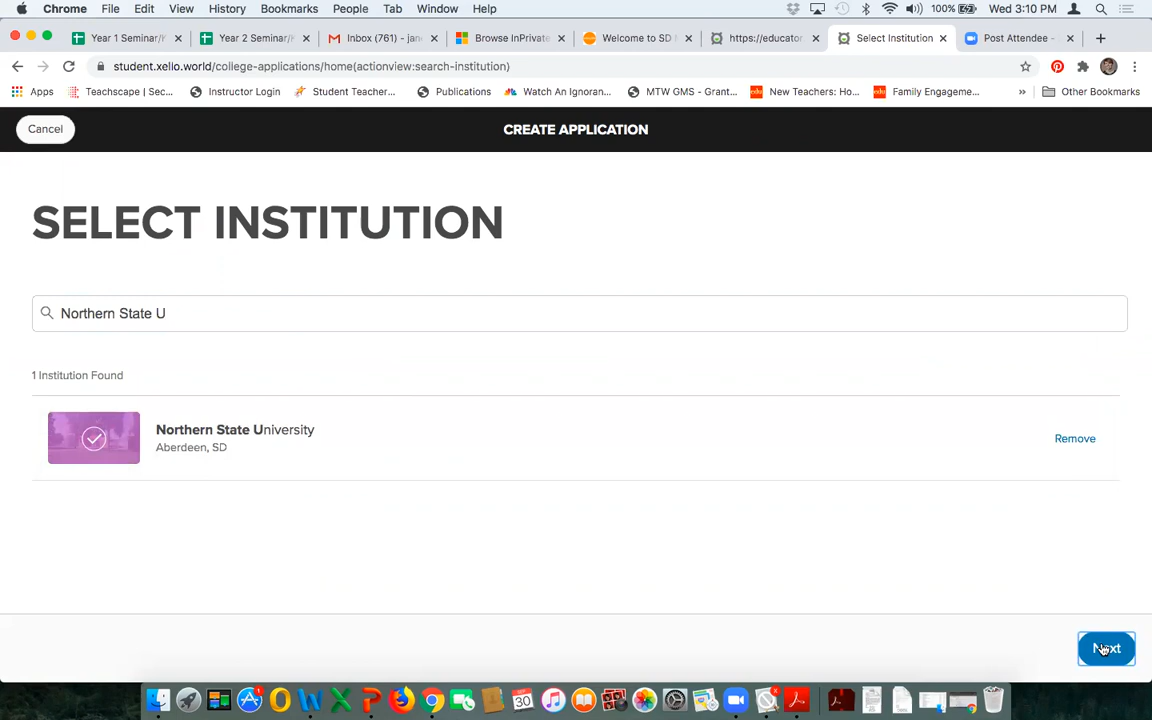 Chrome File Edit View History Bookmarks People Tab Window Help 100% Wed 3:10 PM
Year 1 Seminar/ Year 2 Seminar/ Inbox (761) - jan Browse InPrivate Welcome to SD M https://educator Select Institution Post Attendee -
student.xello.world/college-applications/home(actionview:search-institution)
Apps Teachscape | Sec... Instructor Login Student Teacher... Publications Watch An Ignoran... MTW GMS - Grant... New Teachers: Ho... Family Engageme... » Other Bookmarks
Cancel CREATE APPLICATION
SELECT INSTITUTION
Northern State U
1 Institution Found
Northern State University
Aberdeen, SD
Remove
Next